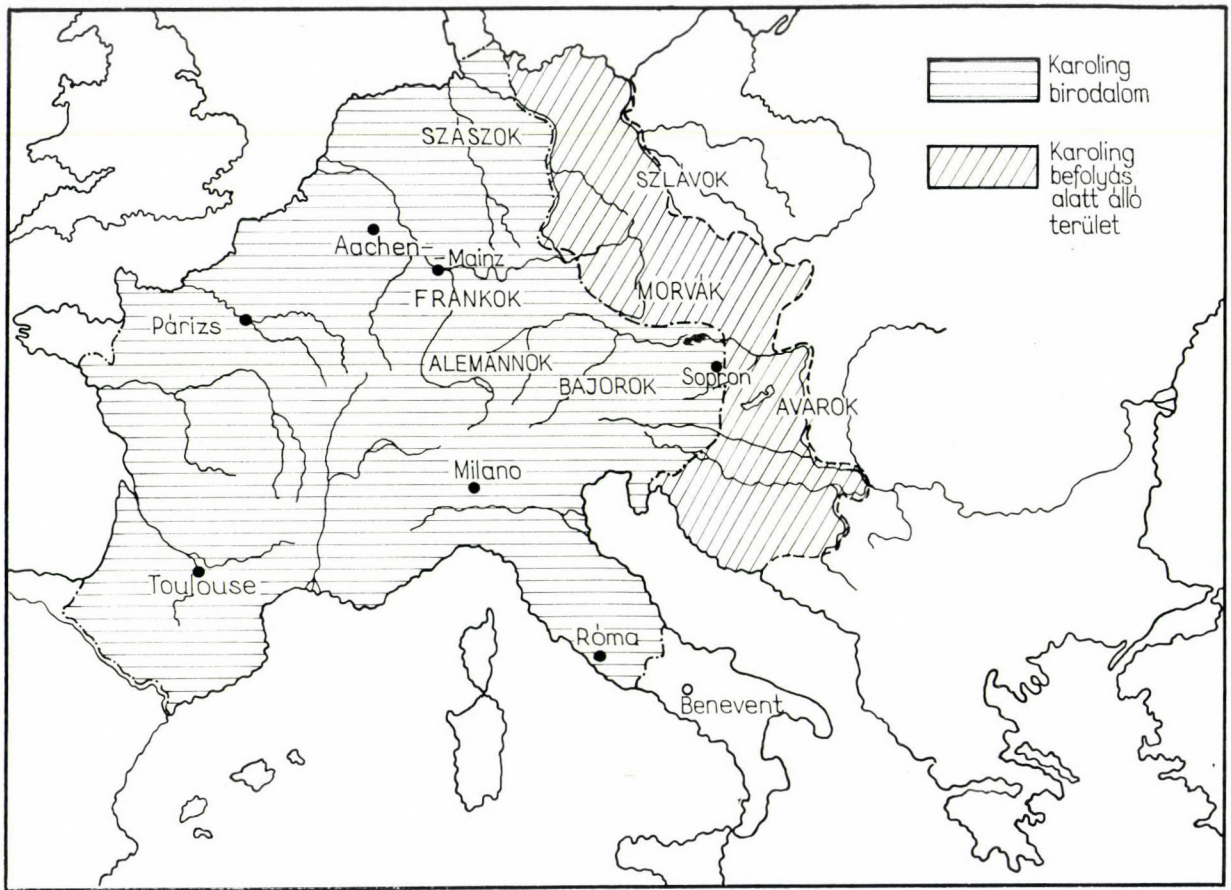 Karoling
birodalom
Karoling
befolyás
alatt álló
terület
SZÁSZOK
SZLÁVOK
Aachen
Mainz
FRANKOK
MORVÁK
Párizs
ALEMANNOK
BAJOROK
Sopron
AVAROK
Milano
Toulouse
Róma
Benevent